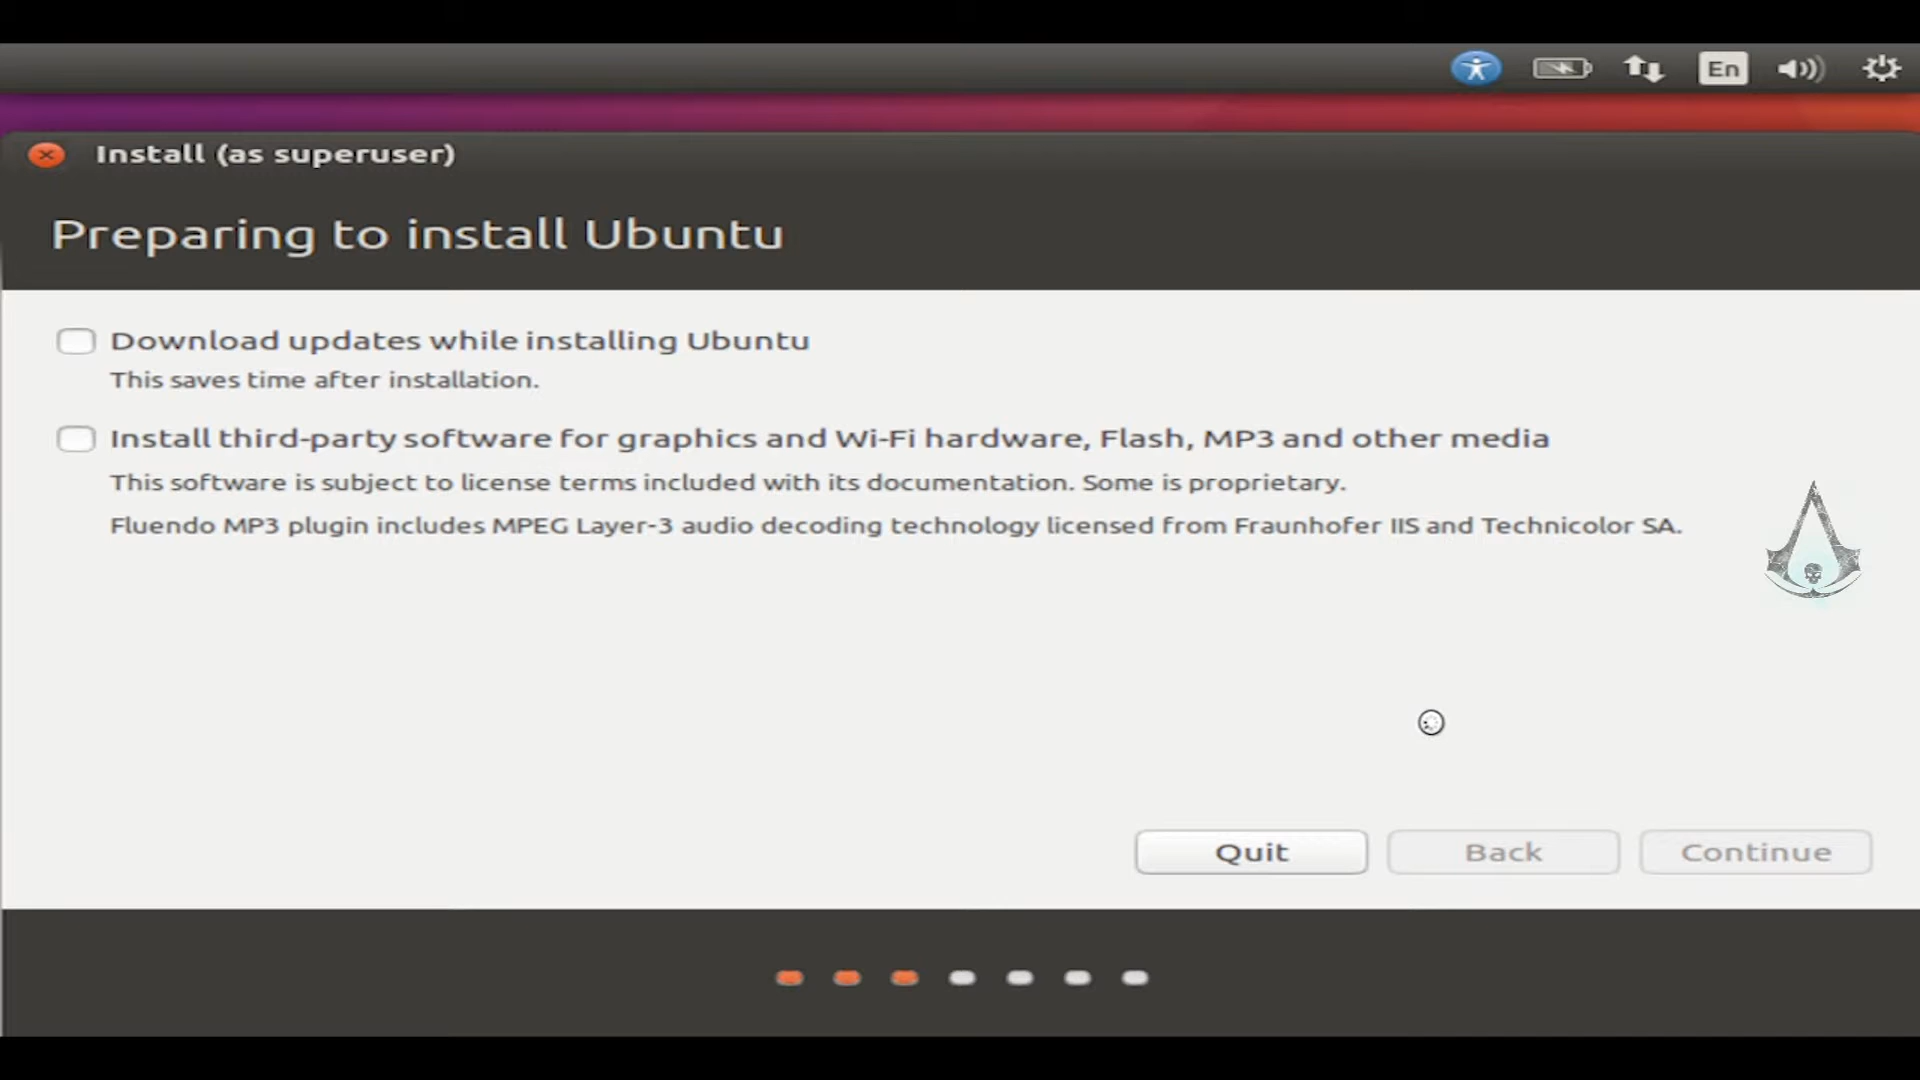 En
Install (as superuser)
Preparing to install Ubuntu
Download updates while installing Ubuntu
This saves time after installation.
Install third-party software for graphics and Wi-Fi hardware, Flash, MP3 and other media
This software is subject to license terms included with its documentation. Some is proprietary.
Fluendo MP3 plugin includes MPEG Layer-3 audio decoding technology licensed from Fraunhofer IIS and Technicolor SA.
Quit Back Continue